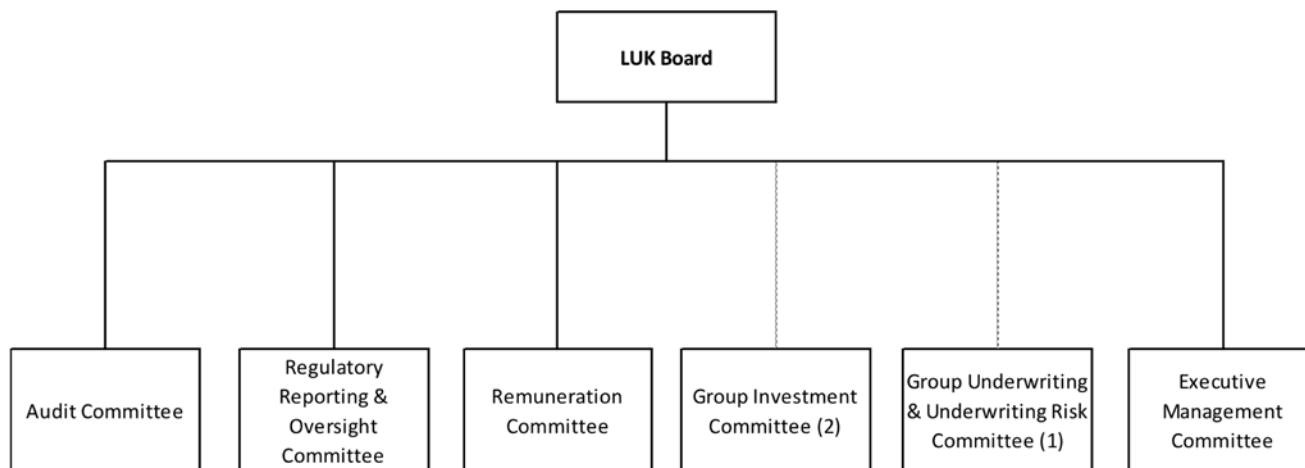 LUK Board
Audit Committee
Regulatory
Reporting &
Oversight
Committee
Remuneration
Committee
Group Investment
Committee (2)
Group Underwriting
& Underwriting Risk
Committee (1)
Executive
Management
Committee